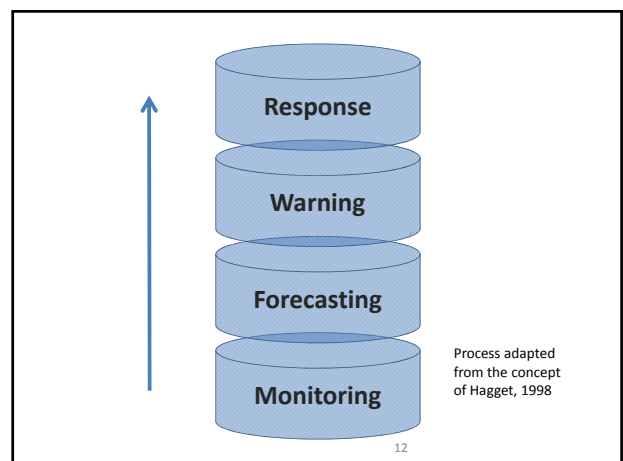 Response
Warning
Forecasting
Monitoring
Process adapted
from the concept
of Hagget, 1998
12